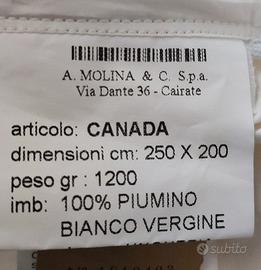 A. MOLINA & C. S.p.a.
Via Dante 36 - Cairate
articolo: CANADA
dimensioni cm: 250 X 200
peso gr : 1200
imb: 100% PIUMINO
BIANCO VERGINE
subito